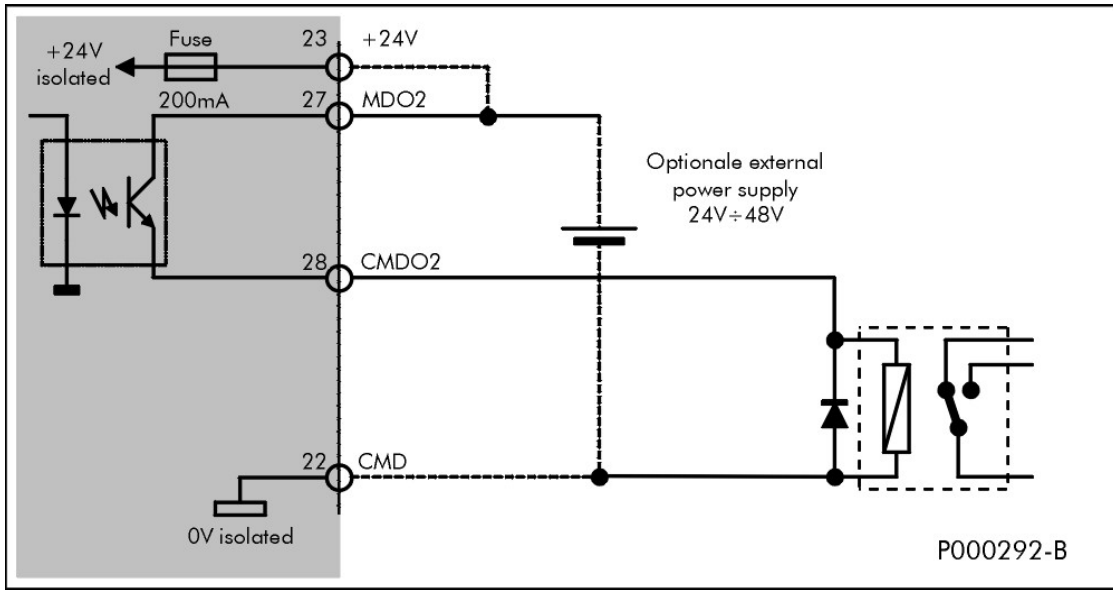 +24V
isolated
Fuse
200mA
23
+24V
27
MDO2
Optionale external
power supply
24V÷48V
28
CMDO2
22
CMD
0V isolated
P000292-B